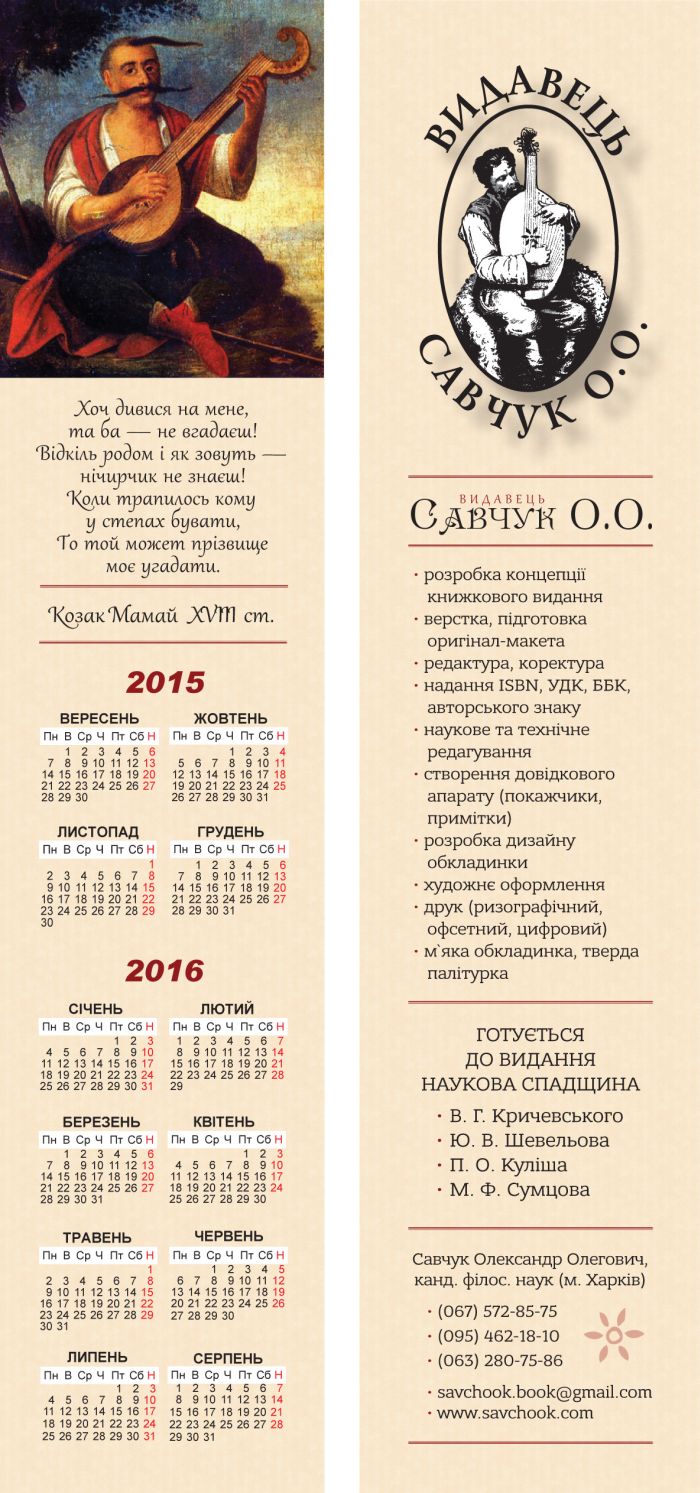 Хоч дивися на мене,
та ба — не вгадаєш!
Відкіль родом і як зовуть —
нічирчик не знаєш!
Коли трапилось кому
у степах бувати,
То той может прізвище
моє угадати.
Козак Мамай XVIII ст.
2015
ВЕРЕСЕНЬ
Пн В Ср Ч Пт Сб Н
1 2 3 4 5 6
7 8 9 10 11 12 13
14 15 16 17 18 19 20
21 22 23 24 25 26 27
28 29 30
ЖОВТЕНЬ
Пн В Ср Ч Пт Сб Н
1 2 3 4
5 6 7 8 9 10 11
12 13 14 15 16 17 18
19 20 21 22 23 24 25
26 27 28 29 30 31
ЛИСТОПАД
Пн В Ср Ч Пт Сб Н
1
2 3 4 5 6 7 8
9 10 11 12 13 14 15
16 17 18 19 20 21 22
23 24 25 26 27 28 29
30
ГРУДЕНЬ
Пн В Ср Ч Пт Сб Н
1 2 3 4 5 6
7 8 9 10 11 12 13
14 15 16 17 18 19 20
21 22 23 24 25 26 27
28 29 30 31
2016
СІЧЕНЬ
Пн В Ср Ч Пт Сб Н
1 2 3
4 5 6 7 8 9 10
11 12 13 14 15 16 17
18 19 20 21 22 23 24
25 26 27 28 29 30 31
ЛЮТИЙ
Пн В Ср Ч Пт Сб Н
1 2 3 4 5 6 7
8 9 10 11 12 13 14
15 16 17 18 19 20 21
22 23 24 25 26 27 28
29
БЕРЕЗЕНЬ
Пн В Ср Ч Пт Сб Н
1 2 3 4 5 6
7 8 9 10 11 12 13
14 15 16 17 18 19 20
21 22 23 24 25 26 27
28 29 30 31
КВІТЕНЬ
Пн В Ср Ч Пт Сб Н
1 2 3
4 5 6 7 8 9 10
11 12 13 14 15 16 17
18 19 20 21 22 23 24
25 26 27 28 29 30
ТРАВЕНЬ
Пн В Ср Ч Пт Сб Н
1
2 3 4 5 6 7 8
9 10 11 12 13 14 15
16 17 18 19 20 21 22
23 24 25 26 27 28 29
30 31
ЧЕРВЕНЬ
Пн В Ср Ч Пт Сб Н
1 2 3 4 5
6 7 8 9 10 11 12
13 14 15 16 17 18 19
20 21 22 23 24 25 26
27 28 29 30
ЛИПЕНЬ
Пн В Ср Ч Пт Сб Н
1 2 3
4 5 6 7 8 9 10
11 12 13 14 15 16 17
18 19 20 21 22 23 24
25 26 27 28 29 30 31
СЕРПЕНЬ
Пн В Ср Ч Пт Сб Н
1 2 3 4 5 6 7
8 9 10 11 12 13 14
15 16 17 18 19 20 21
22 23 24 25 26 27 28
29 30 31
ВИДАВЕЦЬ
САВЧУК О.О.
ВИДАВЕЦЬ
САВЧУК О.О.
· розробка концепції
книжкового видання
· верстка, підготовка
оригінал-макета
· редактура, коректура
· надання ISBN, УДК, ББК,
авторського знаку
· наукове та технічне
редагування
· створення довідкового
апарату (покажчики,
примітки)
· розробка дизайну
обкладинки
· художнє оформлення
· друк (ризографічний,
офсетний, цифровий)
· м`яка обкладинка, тверда
палітурка
ГОТУЄТЬСЯ
ДО ВИДАННЯ
НАУКОВА СПАДЩИНА
· В. Г. Кричевського
· Ю. В. Шевельова
· П. О. Куліша
· М. Ф. Сумцова
Савчук Олександр Олегович,
канд. філос. наук (м. Харків)
· (067) 572-85-75
· (095) 462-18-10
· (063) 280-75-86
· savchook.book@gmail.com
· www.savchook.com